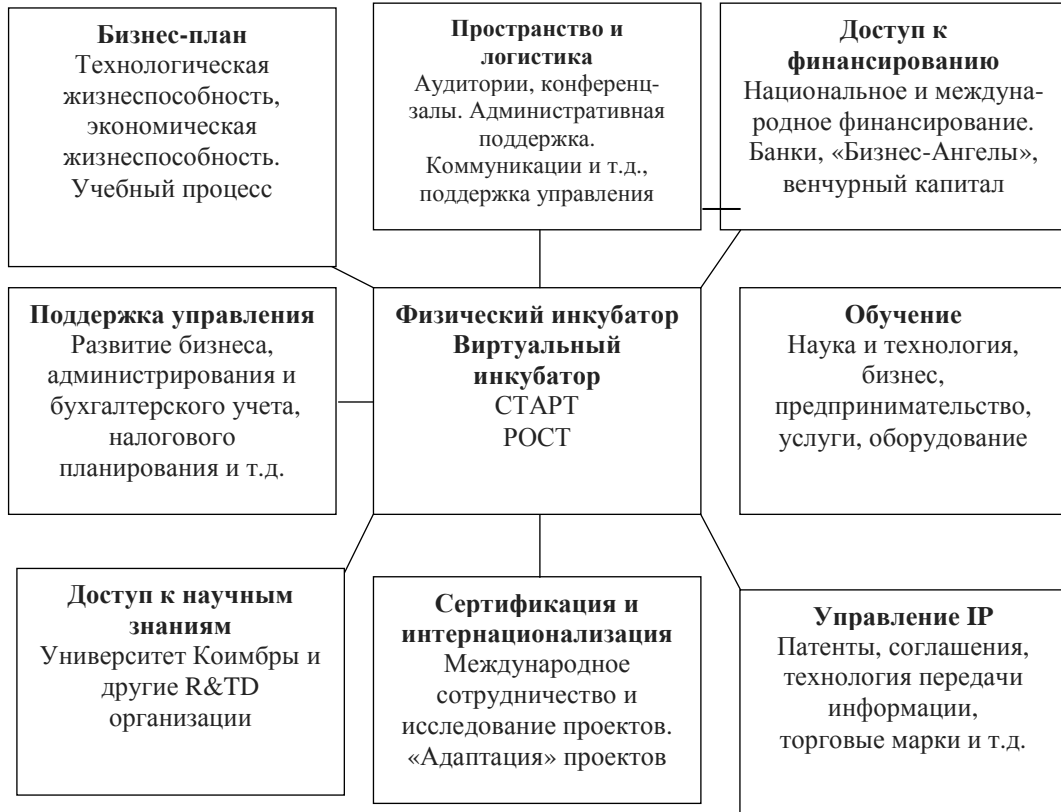 Бизнес-план
Технологическая
жизнеспособность,
экономическая
жизнеспособность.
Учебный процесс
Пространство и
логистика
Аудитории, конференц-
залы. Административная
поддержка.
Коммуникации и т.д.,
поддержка управления
Доступ к
финансированию
Национальное и междуна-
родное финансирование.
Банки, «Бизнес-Ангелы»,
венчурный капитал
Поддержка управления
Развитие бизнеса,
администрирования и
бухгалтерского учета,
налогового
планирования и т.д.
Физический инкубатор
Виртуальный
инкубатор
СТАРТ
РОСТ
Обучение
Наука и технология,
бизнес,
предпринимательство,
услуги, оборудование
Доступ к научным
знаниям
Университет Коимбры и
другие R&TD
организации
Сертификация и
интернационализация
Международное
сотрудничество и
исследование проектов.
«Адаптация» проектов
Управление IP
Патенты, соглашения,
технология передачи
информации,
торговые марки и т.д.